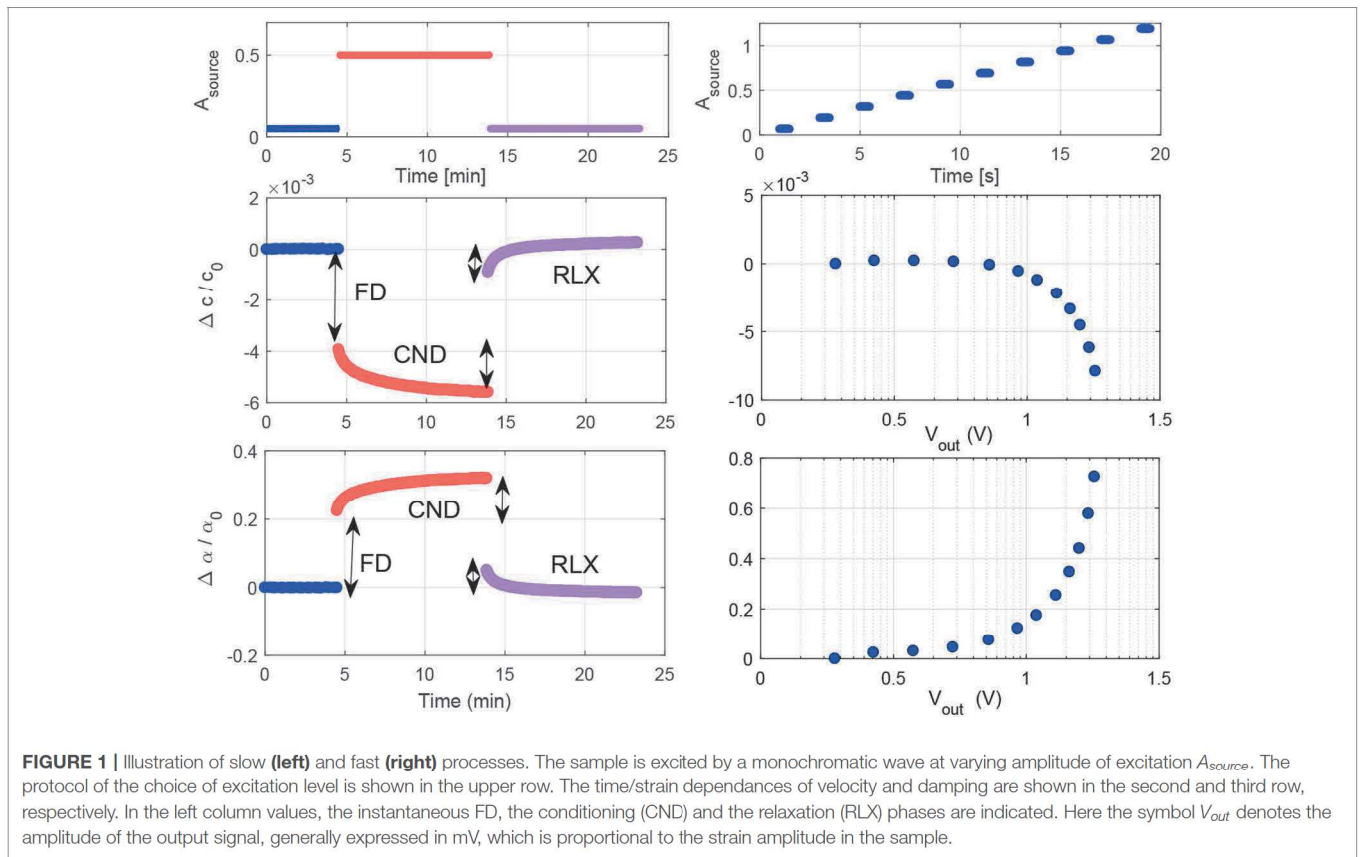 0.5
0
A_source
0 5 10 15 20 25
Time [min]
1
0.5
0
A_source
0 5 10 15 20
Time [s]
×10^-3
2
0
-2
-4
-6
Δ c / c_0
FD
CND
RLX
0 5 10 15 20 25
×10^-3
5
0
-5
-10
0 0.5 1 1.5
V_out (V)
0.4
0.2
0
-0.2
Δ α / α_0
FD
CND
RLX
0 5 10 15 20 25
Time (min)
0.8
0.6
0.4
0.2
0
0 0.5 1 1.5
V_out (V)
FIGURE 1 | Illustration of slow (left) and fast (right) processes. The sample is excited by a monochromatic wave at varying amplitude of excitation A_source. The
protocol of the choice of excitation level is shown in the upper row. The time/strain dependances of velocity and damping are shown in the second and third row,
respectively. In the left column values, the instantaneous FD, the conditioning (CND) and the relaxation (RLX) phases are indicated. Here the symbol V_out denotes the
amplitude of the output signal, generally expressed in mV, which is proportional to the strain amplitude in the sample.